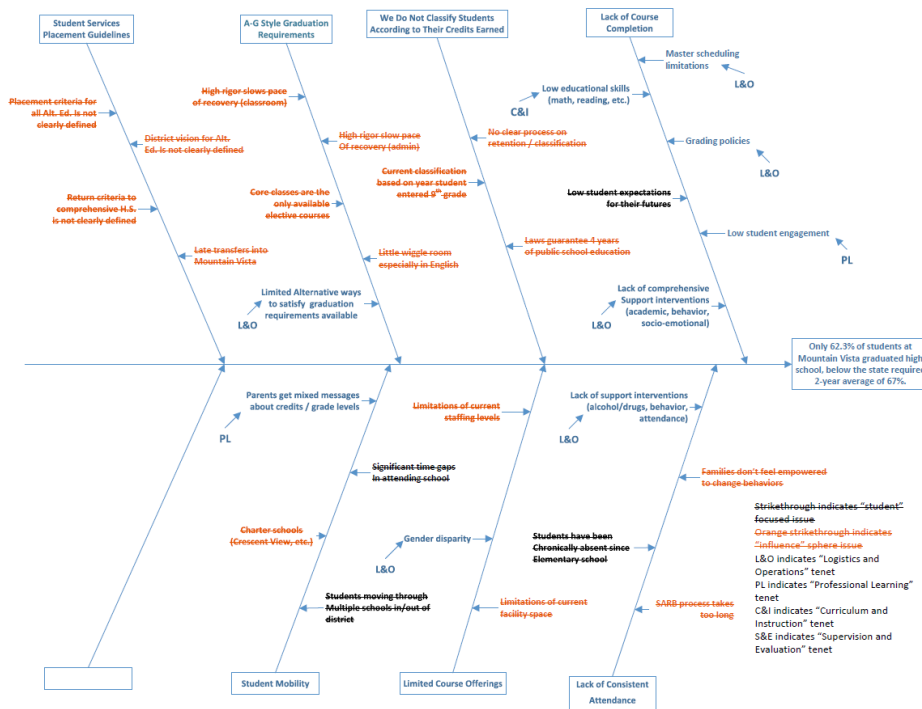 Student Services
Placement Guidelines
A-G Style Graduation
Requirements
We Do Not Classify Students
According to Their Credits Earned
Lack of Course
Completion
Placement criteria for
all Alt. Ed. Is not
clearly defined
District vision for Alt.
Ed. Is not clearly defined
Return criteria to
comprehensive H.S.
is not clearly defined
Late transfers into
Mountain Vista
High rigor slows pace
of recovery (classroom)
High rigor slow pace
Of recovery (admin)
Core classes are the
only available
elective courses
Little wiggle room
especially in English
Limited Alternative ways
to satisfy graduation
requirements available
L&O
No clear process on
retention / classification
Current classification
based on year student
entered 9th grade
Laws guarantee 4 years
of public school education
Master scheduling
limitations
L&O
Low educational skills
(math, reading, etc.)
C&I
Grading policies
L&O
Low student expectations
for their futures
Low student engagement
PL
Lack of comprehensive
Support interventions
(academic, behavior,
socio-emotional)
L&O
Only 62.3% of students at
Mountain Vista graduated high
school, below the state required
2-year average of 67%.
Parents get mixed messages
about credits / grade levels
PL
Significant time gaps
In attending school
Charter schools
(Crescent View, etc.)
Students moving through
Multiple schools in/out of
district
Limitations of current
staffing levels
Gender disparity
L&O
Limitations of current
facility space
Lack of support interventions
(alcohol/drugs, behavior,
attendance)
L&O
Families don't feel empowered
to change behaviors
Students have been
Chronically absent since
Elementary school
SARB process takes
too long
Strikethrough indicates "student"
focused issue
Orange strikethrough indicates
"influence" sphere issue
L&O indicates "Logistics and
Operations" tenet
PL indicates "Professional Learning"
tenet
C&I indicates "Curriculum and
Instruction" tenet
S&E indicates "Supervision and
Evaluation" tenet
Student Mobility
Limited Course Offerings
Lack of Consistent
Attendance